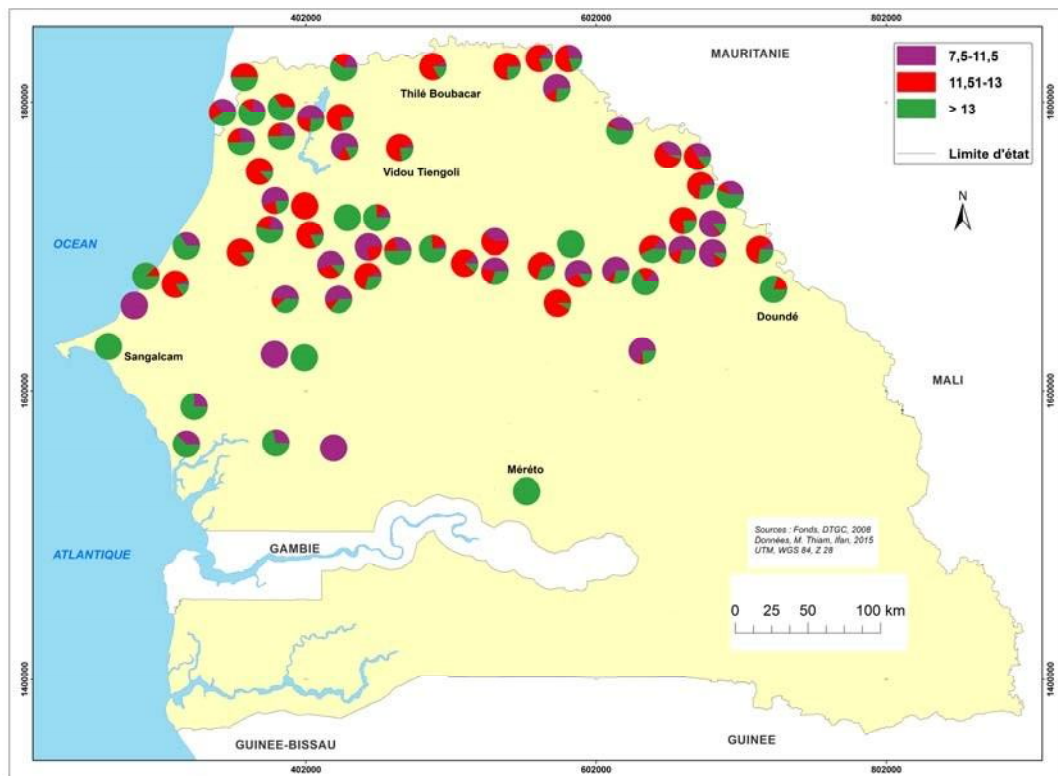 402000
602000
802000
MAURITANIE
7,5-11,5
11,51-13
> 13
Limite d'état
N
1800000
1800000
Thilé Boubacar
Vidou Tiengoli
OCEAN
Doundé
Sangalcam
MALI
1600000
1600000
Méréto
Sources : Fonds, DTGC, 2008
Données, M. Thiam, Ifan, 2015
UTM, WGS 84, Z 28
GAMBIE
ATLANTIQUE
0 25 50 100 km
1400000
1400000
GUINEE-BISSAU
GUINEE
402000
602000
802000